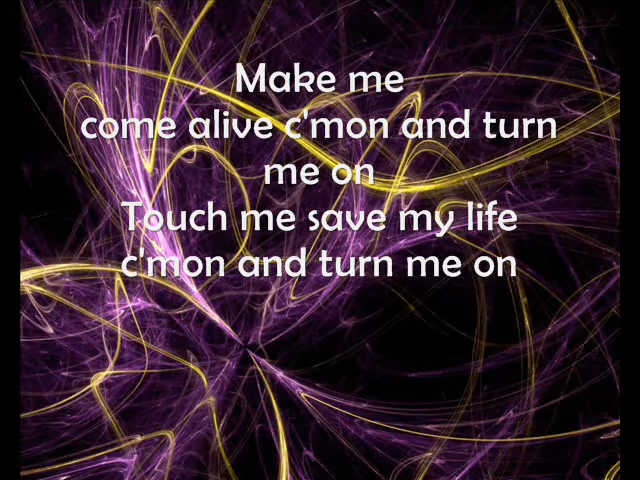 Make me
come alive c'mon and turn
me on
Touch me save my life
c'mon and turn me on